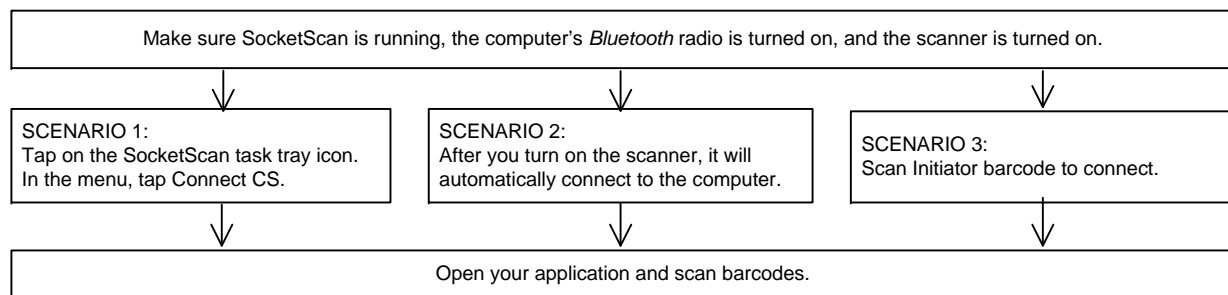 Make sure SocketScan is running, the computer's Bluetooth radio is turned on, and the scanner is turned on.
SCENARIO 1:
Tap on the SocketScan task tray icon.
In the menu, tap Connect CS.
SCENARIO 2:
After you turn on the scanner, it will
automatically connect to the computer.
SCENARIO 3:
Scan Initiator barcode to connect.
Open your application and scan barcodes.